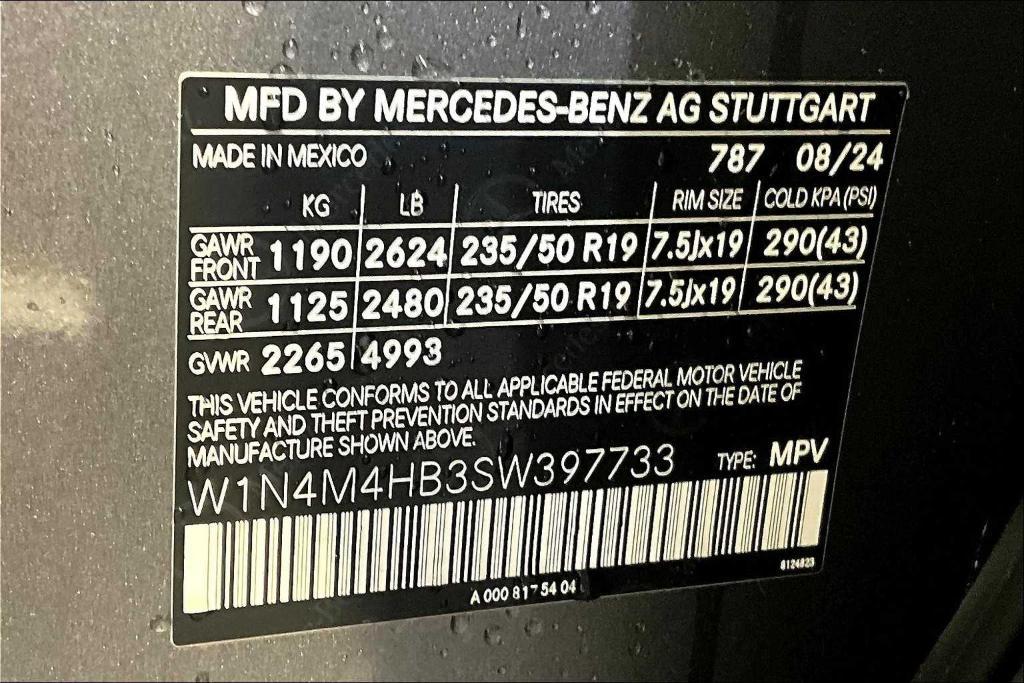 MFD BY MERCEDES-BENZ AG STUTTGART
MADE IN MEXICO 787 08/24
KG LB TIRES RIM SIZE COLD KPA (PSI)
GAWR FRONT 1190 2624 235/50 R19 7.5Jx19 290(43)
GAWR REAR 1125 2480 235/50 R19 7.5Jx19 290(43)
GVWR 2265 4993
THIS VEHICLE CONFORMS TO ALL APPLICABLE FEDERAL MOTOR VEHICLE
SAFETY AND THEFT PREVENTION STANDARDS IN EFFECT ON THE DATE OF
MANUFACTURE SHOWN ABOVE.
W1N4M4HB3SW397733 TYPE: MPV
8124823
A 000 817 54 04